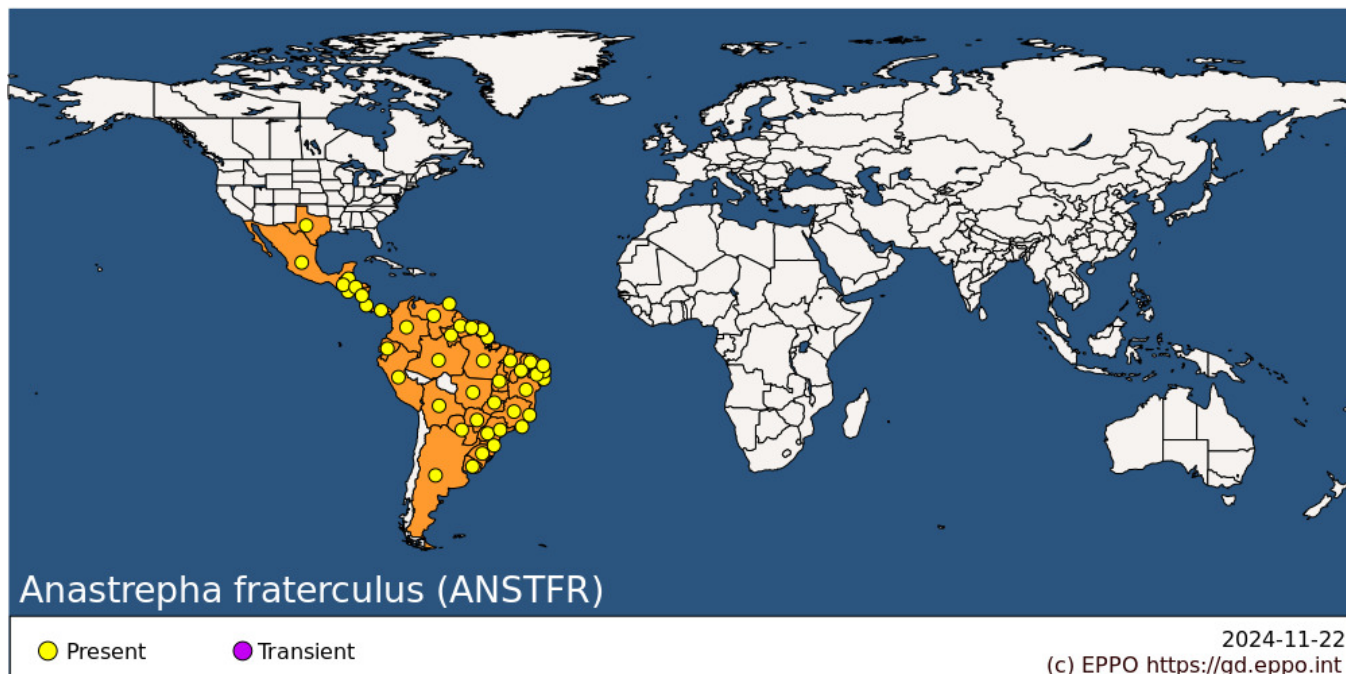 Anastrepha fraterculus (ANSTFR)
Present
Transient
2024-11-22
(c) EPPO https://gd.eppo.int